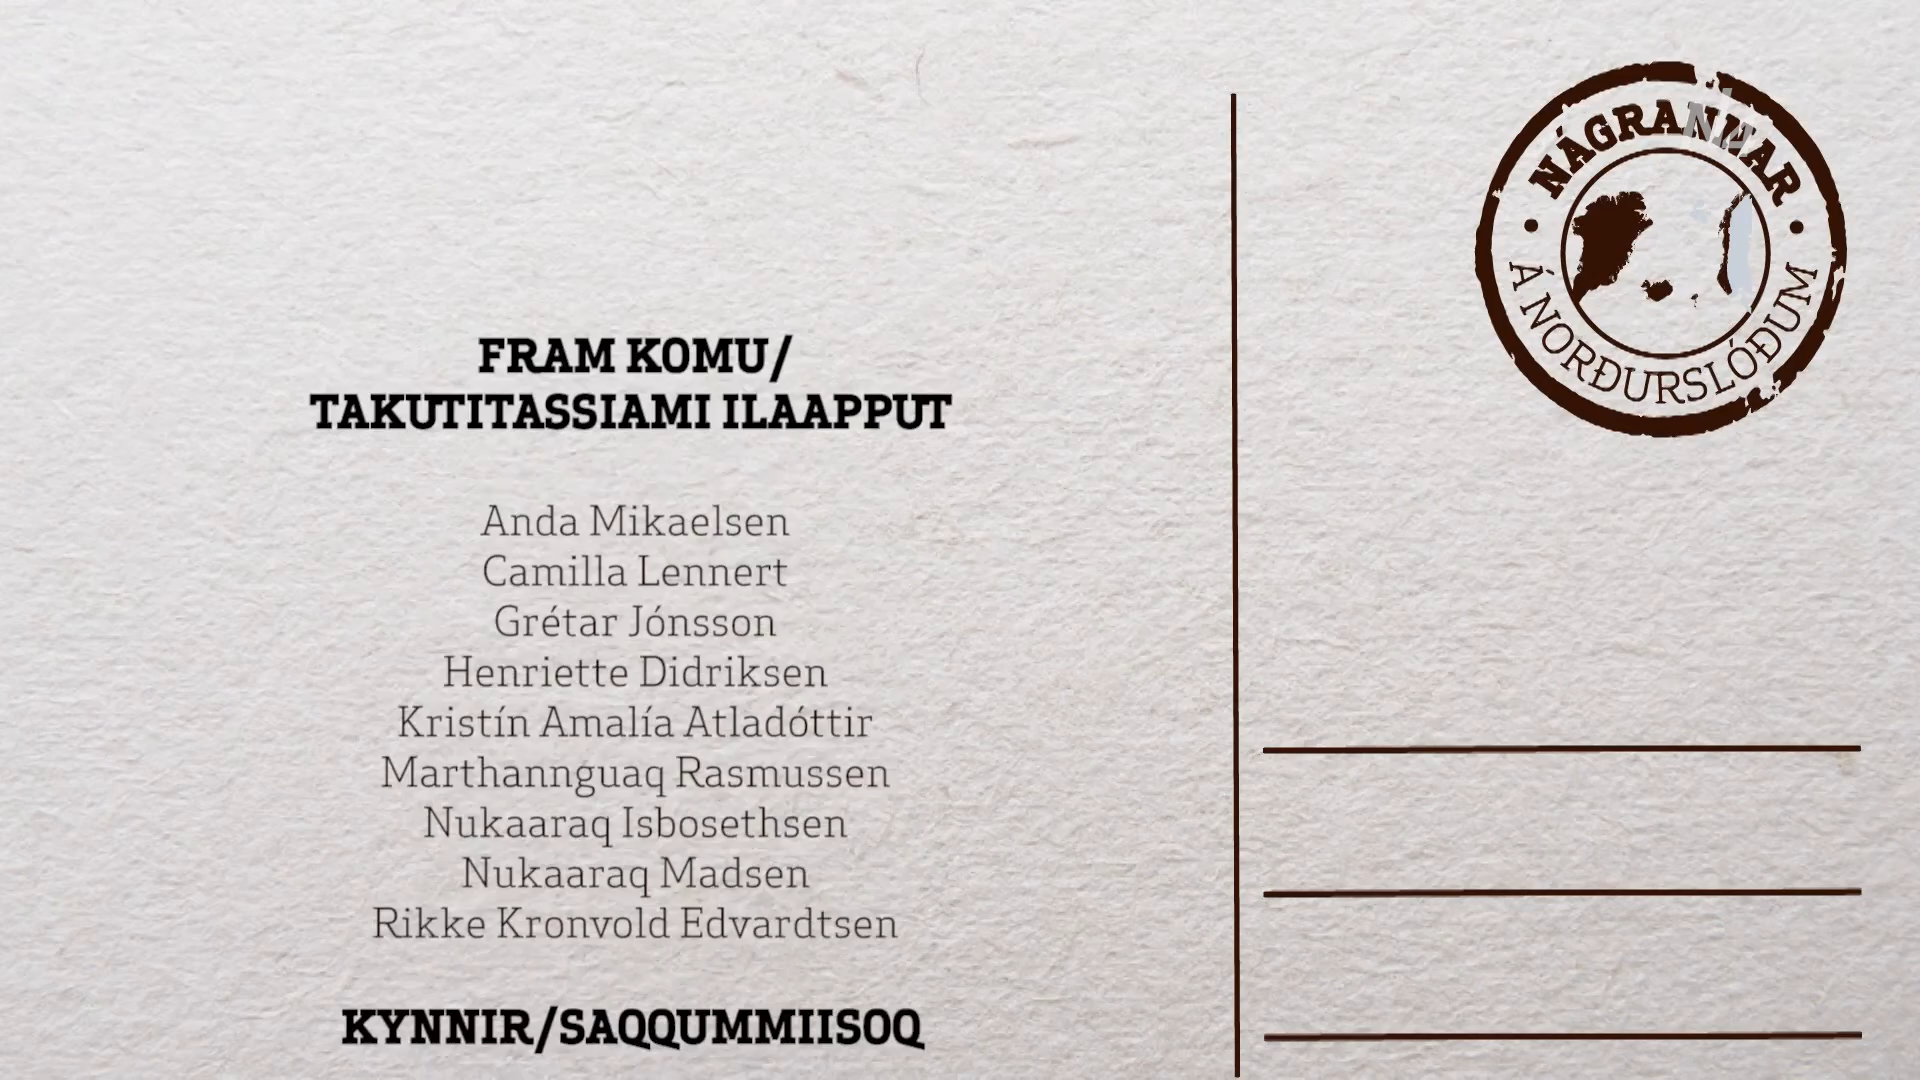 FRAM KOMU/
TAKUTITASSIAMI ILAAPPUT
Anda Mikaelsen
Camilla Lennert
Grétar Jónsson
Henriette Didriksen
Kristín Amalía Atladóttir
Marthannguaq Rasmussen
Nukaaraq Isbosethsen
Nukaaraq Madsen
Rikke Kronvold Edvardtsen
KYNNIR/SAQQUMMIISOQ
NÁGRANNAR
Á NORÐURSLÓÐUM